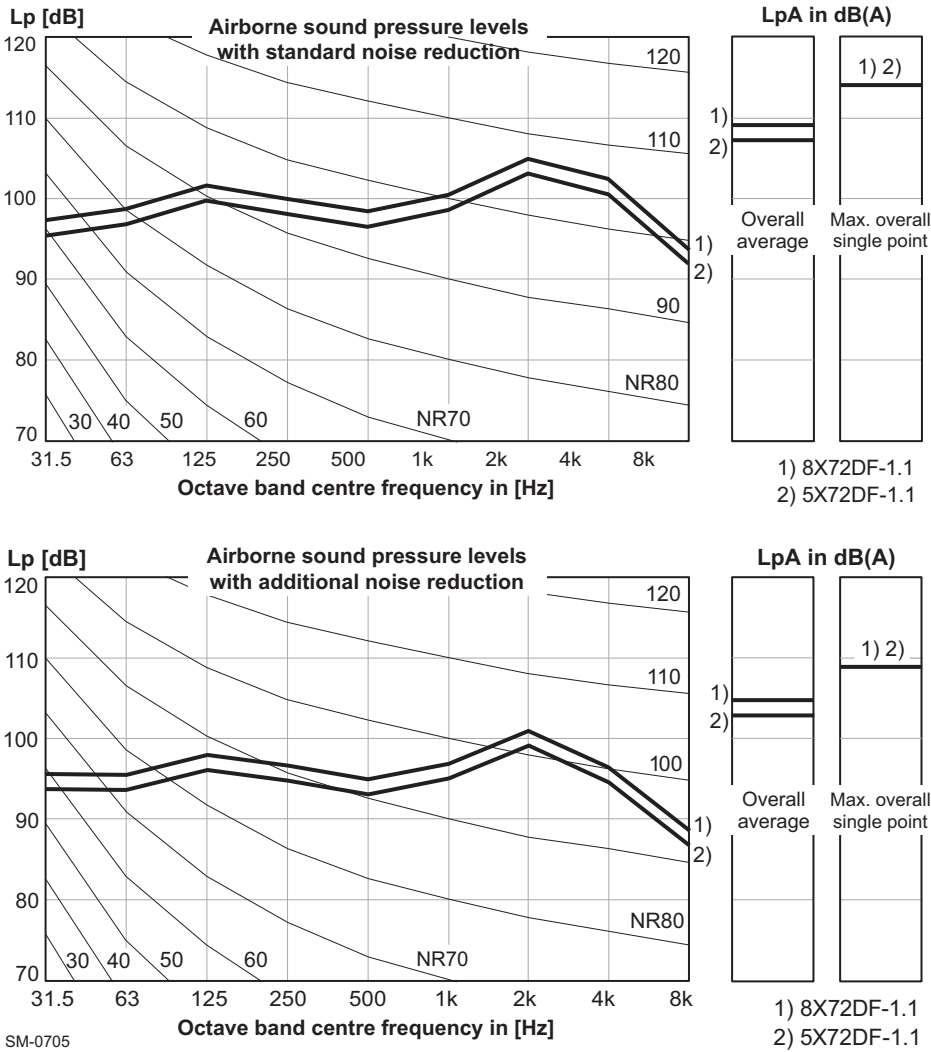 Lp [dB]
Airborne sound pressure levels
with standard noise reduction
LpA in dB(A)
120
110
100
90
80
70
120
110
90
NR80
NR70
60
50
40
30
1)
2)
31.5 63 125 250 500 1k 2k 4k 8k
Octave band centre frequency in [Hz]
1)
2)
Overall
average
1) 2)
Max. overall
single point
1) 8X72DF-1.1
2) 5X72DF-1.1
Lp [dB]
Airborne sound pressure levels
with additional noise reduction
LpA in dB(A)
120
110
100
90
80
70
120
110
100
NR80
NR70
60
50
40
30
1)
2)
31.5 63 125 250 500 1k 2k 4k 8k
Octave band centre frequency in [Hz]
1)
2)
Overall
average
1) 2)
Max. overall
single point
1) 8X72DF-1.1
2) 5X72DF-1.1
SM-0705